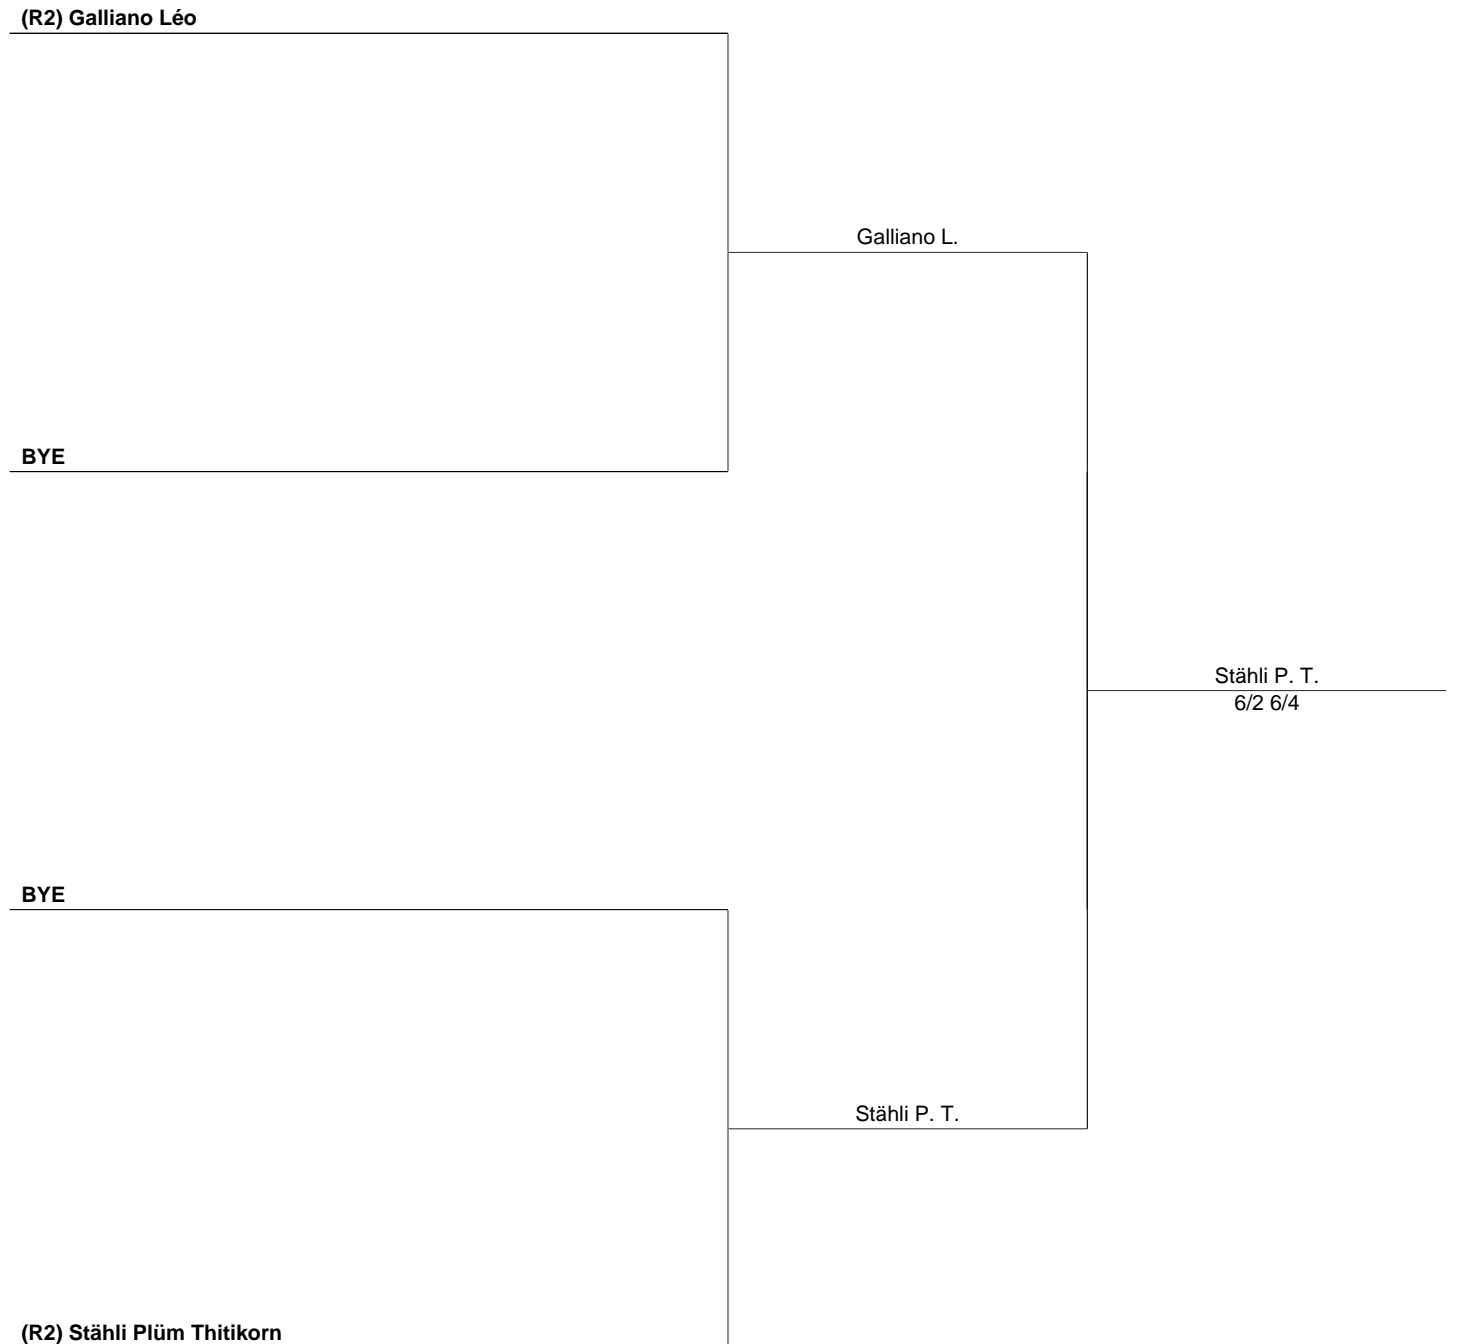 (R2) Galliano Léo
Galliano L.
BYE
Stähli P. T.
6/2 6/4
BYE
Stähli P. T.
(R2) Stähli Plüm Thitikorn